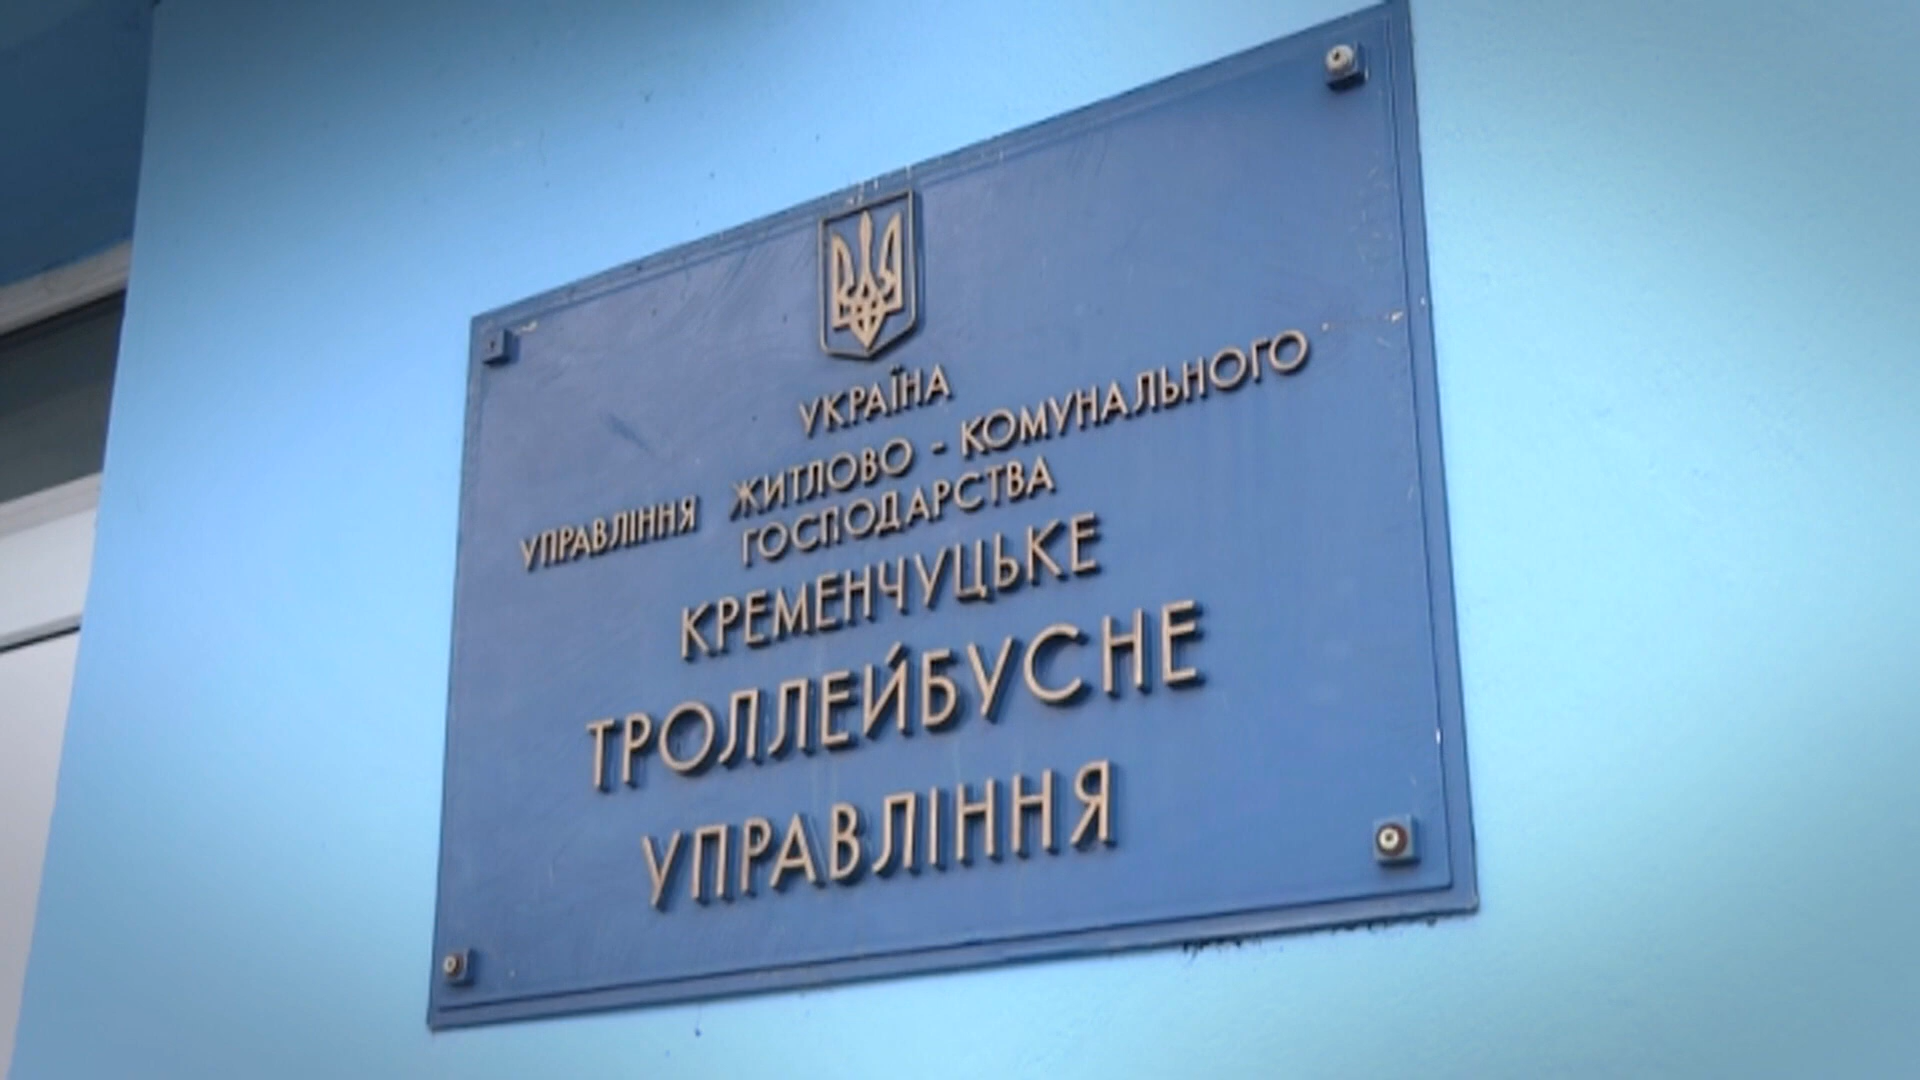 УКРАЇНА
УПРАВЛІННЯ ЖИТЛОВО - КОМУНАЛЬНОГО
ГОСПОДАРСТВА
КРЕМЕНЧУЦЬКЕ
ТРОЛЛЕЙБУСНЕ
УПРАВЛІННЯ